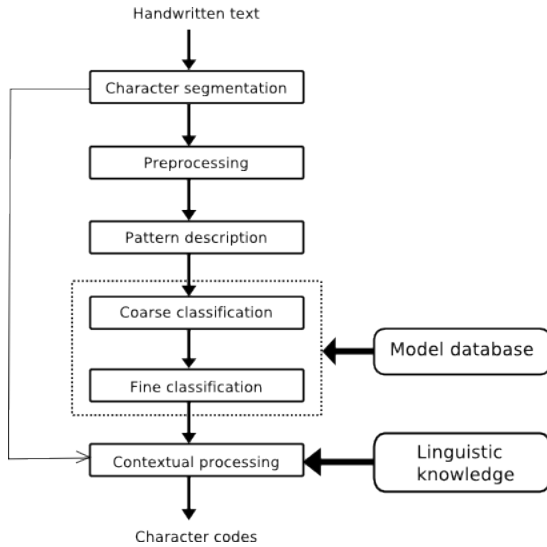 Handwritten text
Character segmentation
Preprocessing
Pattern description
Coarse classification
Model database
Fine classification
Linguistic
knowledge
Contextual processing
Character codes